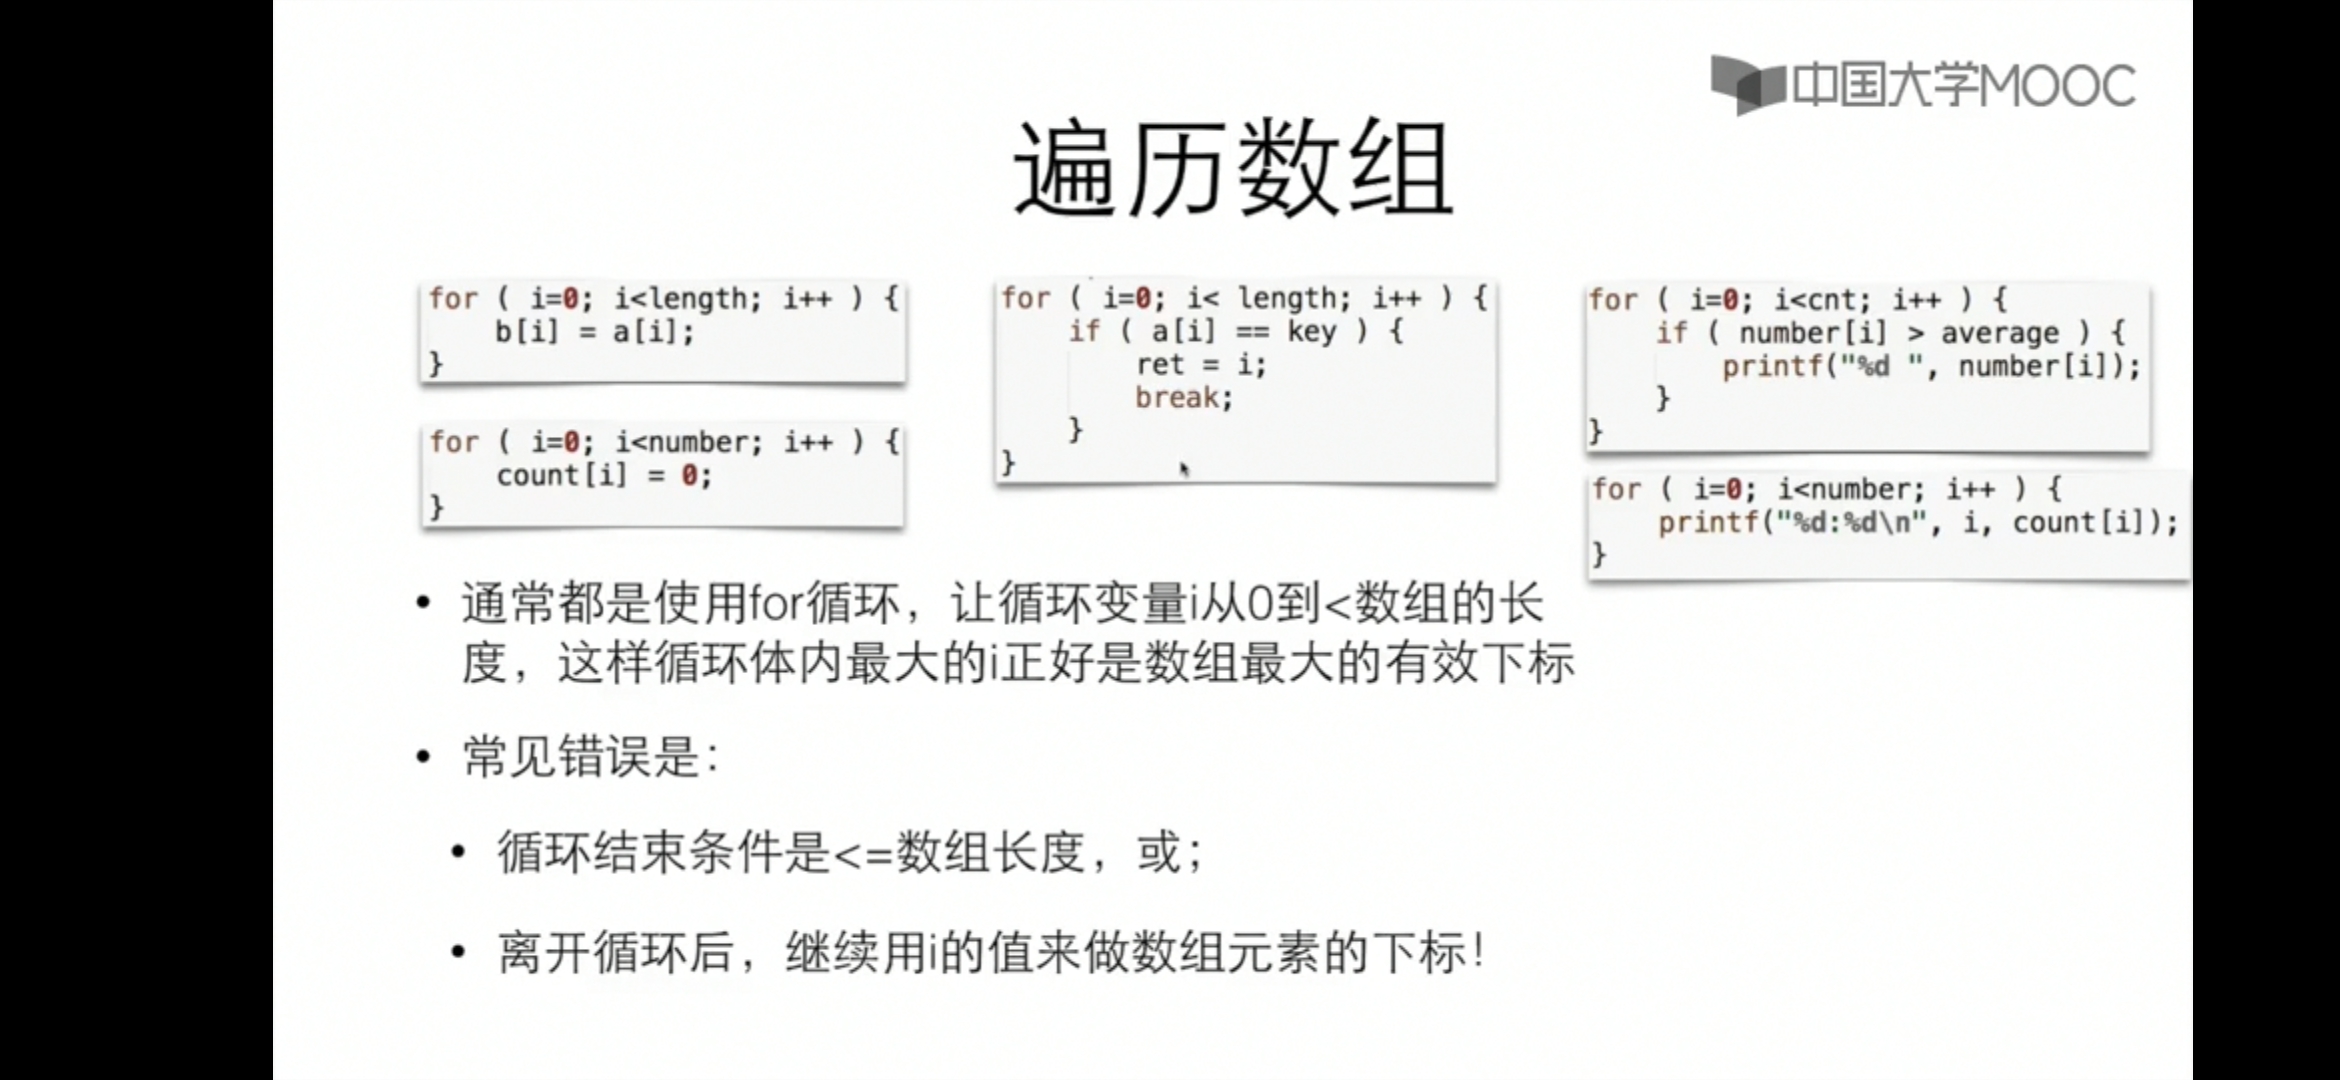 中国大学MOOC
遍历数组
for ( i=0; i<length; i++ ) {
    b[i] = a[i];
}
for ( i=0; i<number; i++ ) {
    count[i] = 0;
}
for ( i=0; i< length; i++ ) {
    if ( a[i] == key ) {
        ret = i;
        break;
    }
}
for ( i=0; i<cnt; i++ ) {
    if ( number[i] > average ) {
        printf("%d ", number[i]);
    }
}
for ( i=0; i<number; i++ ) {
    printf("%d:%d\n", i, count[i]);
}
• 通常都是使用for循环，让循环变量i从0到<数组的长
度，这样循环体内最大的i正好是数组最大的有效下标
• 常见错误是：
• 循环结束条件是<=数组长度，或；
• 离开循环后，继续用i的值来做数组元素的下标！